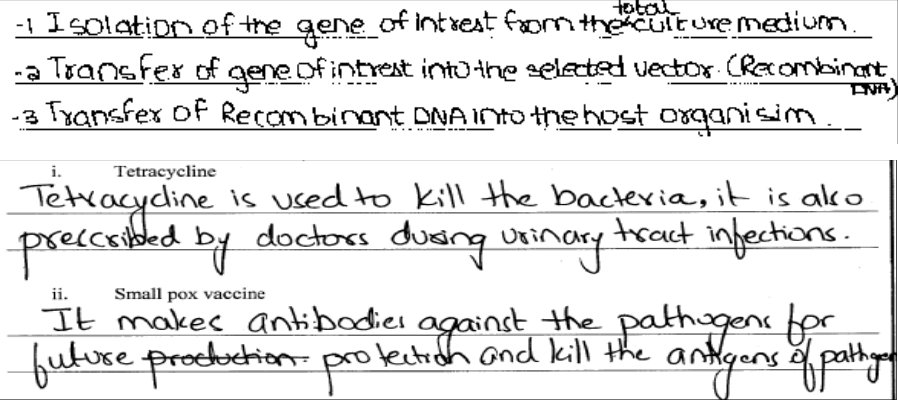 total
-1 Isolation of the gene of intrest from the culture medium.
-2 Transfer of gene of intrest into the selected vector. (Recombinant
DNA)
-3 Transfer of Recombinant DNA into the host organisim.
i. Tetracycline
Tetracycline is used to kill the bacteria, it is also
prescribed by doctors during urinary tract infections.
ii. Small pox vaccine
It makes antibodies against the pathogens for
future production protection and kill the antigens of pathogen